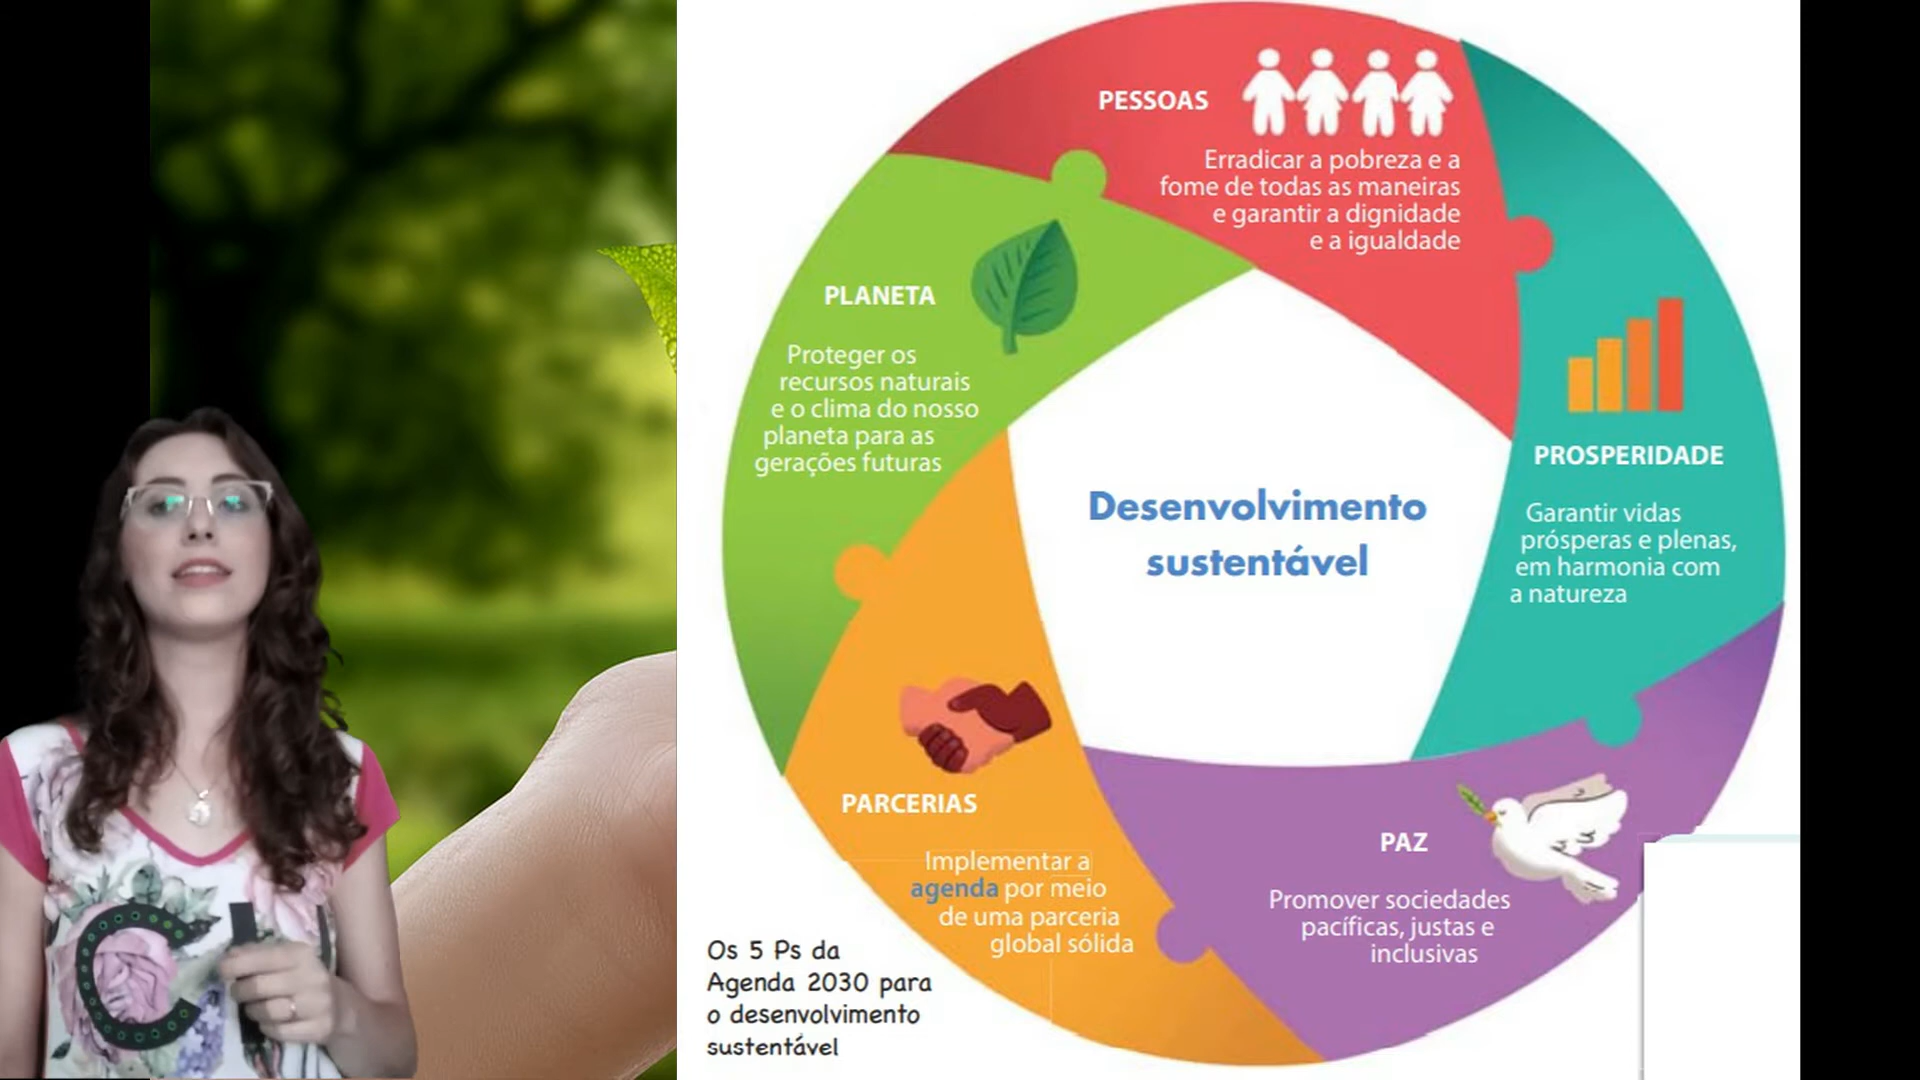 PESSOAS
Erradicar a pobreza e a
fome de todas as maneiras
e garantir a dignidade
e a igualdade
PLANETA
Proteger os
recursos naturais
e o clima do nosso
planeta para as
gerações futuras
PROSPERIDADE
Garantir vidas
prósperas e plenas,
em harmonia com
a natureza
Desenvolvimento
sustentável
PARCERIAS
Implementar a
agenda por meio
de uma parceria
global sólida
PAZ
Promover sociedades
pacíficas, justas e
inclusivas
Os 5 Ps da
Agenda 2030 para
o desenvolvimento
sustentável